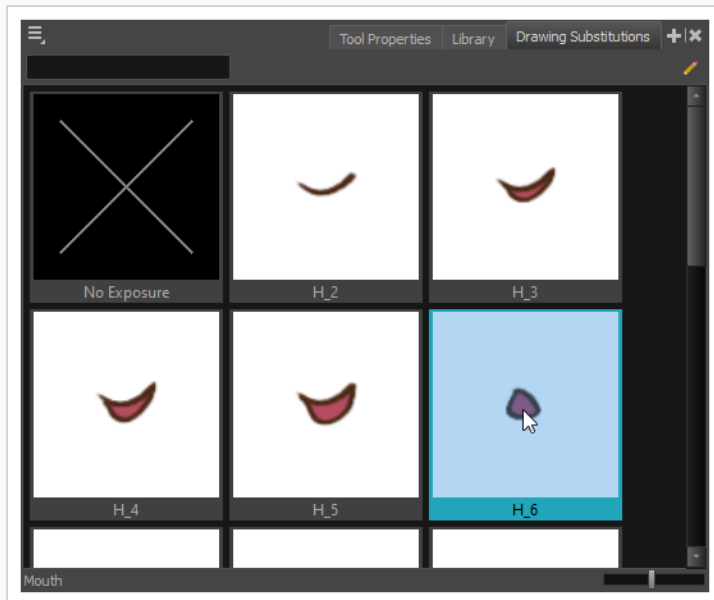 Tool Properties Library Drawing Substitutions
No Exposure H_2 H_3
H_4 H_5 H_6
Mouth